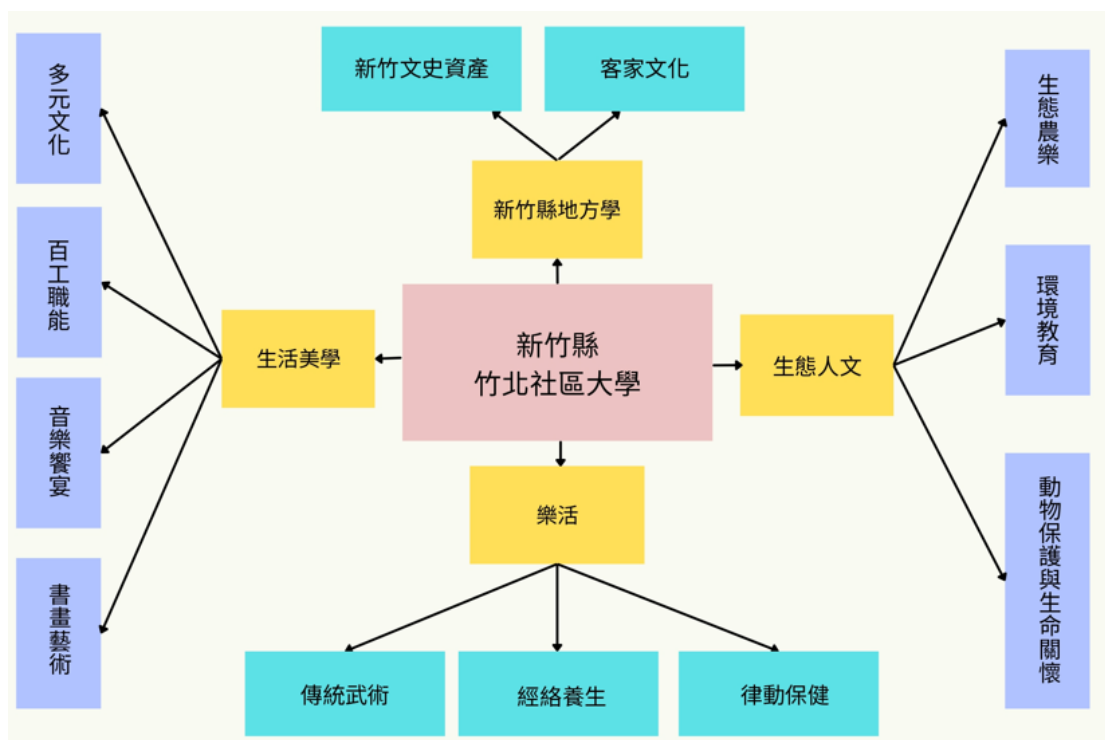 新竹文史資產
客家文化
新竹縣地方學
多元文化
百工職能
音樂饗宴
書畫藝術
生活美學
新竹縣
竹北社區大學
生態人文
生態農樂
環境教育
動物保護與生命關懷
樂活
傳統武術
經絡養生
律動保健